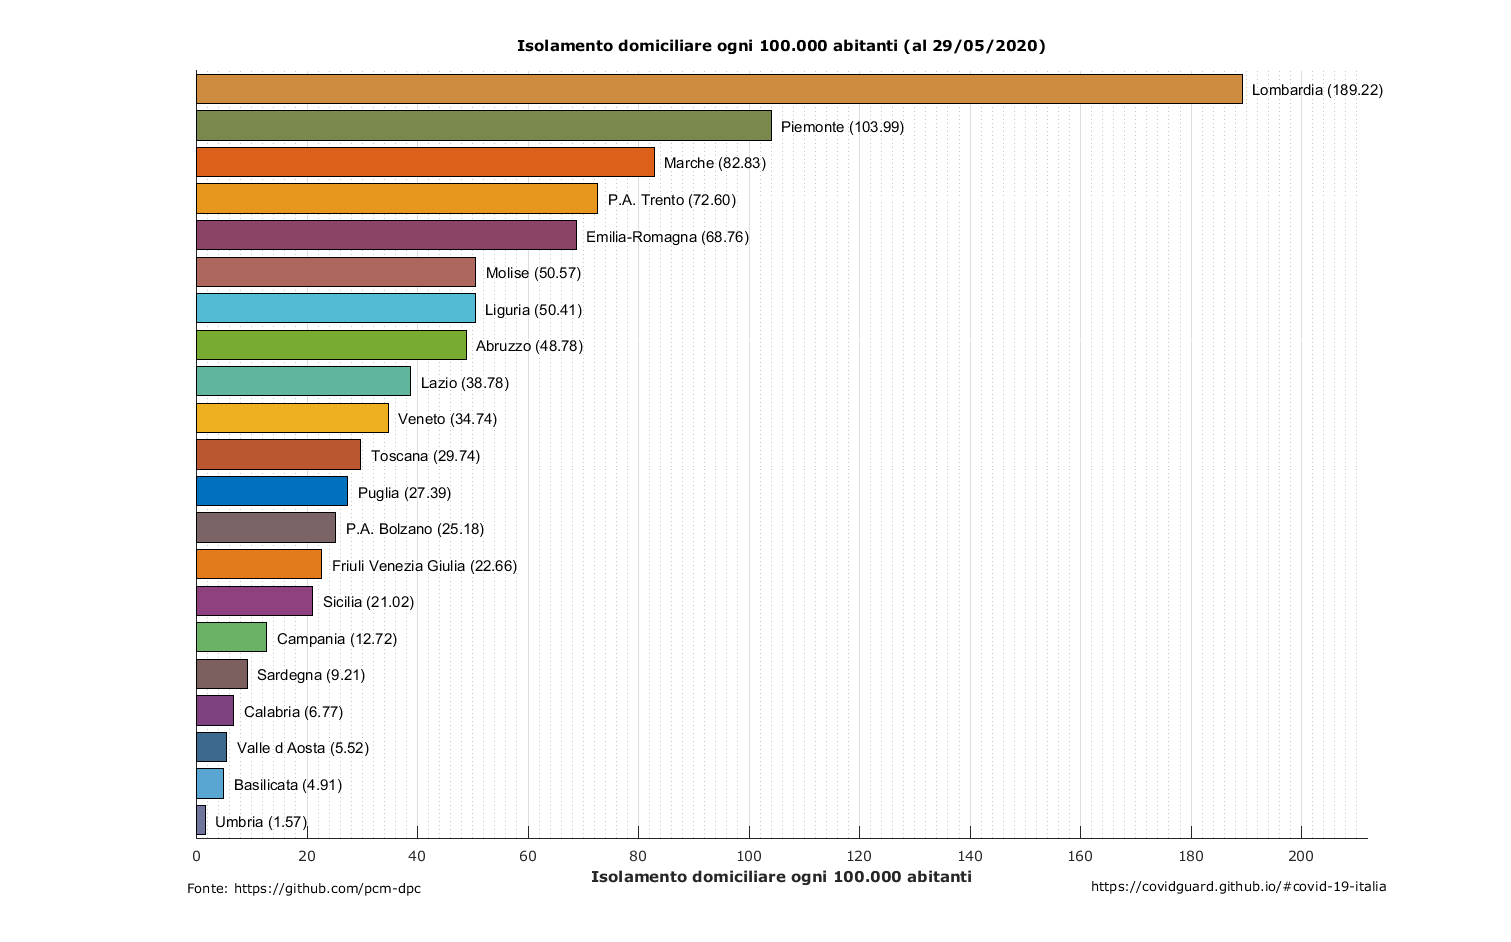 Isolamento domiciliare ogni 100.000 abitanti (al 29/05/2020)
Lombardia (189.22)
Piemonte (103.99)
Marche (82.83)
P.A. Trento (72.60)
Emilia-Romagna (68.76)
Molise (50.57)
Liguria (50.41)
Abruzzo (48.78)
Lazio (38.78)
Veneto (34.74)
Toscana (29.74)
Puglia (27.39)
P.A. Bolzano (25.18)
Friuli Venezia Giulia (22.66)
Sicilia (21.02)
Campania (12.72)
Sardegna (9.21)
Calabria (6.77)
Valle d Aosta (5.52)
Basilicata (4.91)
Umbria (1.57)
0 20 40 60 80 100 120 140 160 180 200
Isolamento domiciliare ogni 100.000 abitanti
Fonte: https://github.com/pcm-dpc
https://covidguard.github.io/#covid-19-italia